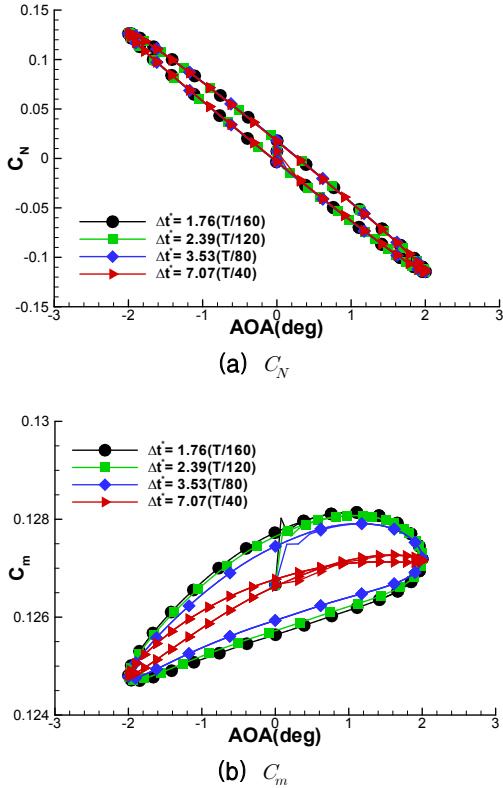 0.15
0.1
0.05
0
-0.05
-0.1
-0.15
C_N
Δt*= 1.76(T/160)
Δt*= 2.39(T/120)
Δt*= 3.53(T/80)
Δt*= 7.07(T/40)
-3 -2 -1 0 1 2 3
AOA(deg)
(a) C_N
0.13
0.128
0.126
0.124
C_m
Δt*= 1.76(T/160)
Δt*= 2.39(T/120)
Δt*= 3.53(T/80)
Δt*= 7.07(T/40)
-3 -2 -1 0 1 2 3
AOA(deg)
(b) C_m